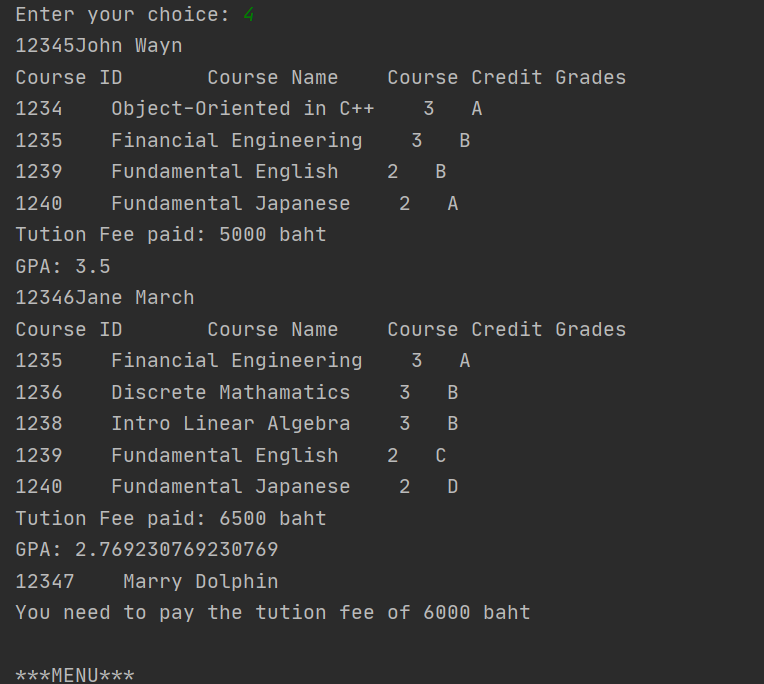 Enter your choice: 4
12345John Wayn
Course ID       Course Name    Course Credit Grades
1234    Object-Oriented in C++    3   A
1235    Financial Engineering    3   B
1239    Fundamental English    2   B
1240    Fundamental Japanese    2   A
Tution Fee paid: 5000 baht
GPA: 3.5
12346Jane March
Course ID       Course Name    Course Credit Grades
1235    Financial Engineering    3   A
1236    Discrete Mathamatics    3   B
1238    Intro Linear Algebra    3   B
1239    Fundamental English    2   C
1240    Fundamental Japanese    2   D
Tution Fee paid: 6500 baht
GPA: 2.769230769230769
12347    Marry Dolphin
You need to pay the tution fee of 6000 baht
***MENU***